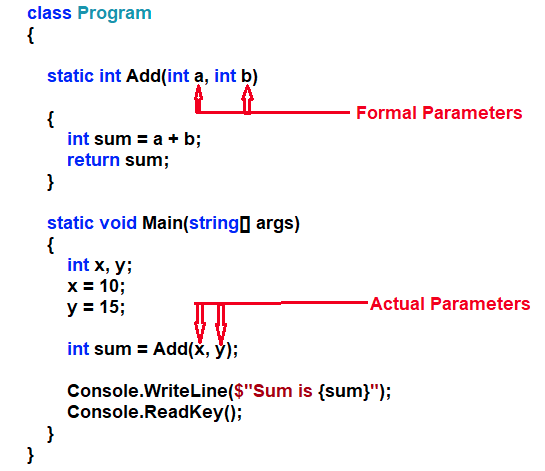 class Program
{
static int Add(int a, int b)
Formal Parameters
{
int sum = a + b;
return sum;
}
static void Main(string[] args)
{
int x, y;
x = 10;
y = 15;
Actual Parameters
int sum = Add(x, y);
Console.WriteLine($"Sum is {sum}");
Console.ReadKey();
}
}